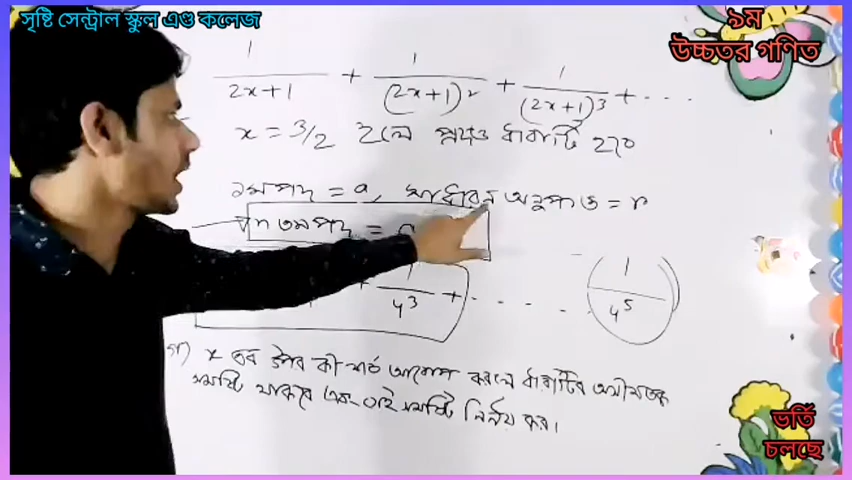 সৃষ্টি সেন্ট্রাল স্কুল এণ্ড কলেজ
৯ম
উচ্চতর গণিত
1/(2x+1) + 1/(2x+1)² + 1/(2x+1)³ + ...
x = 3/2 হলে প্রদত্ত ধারাটি হবে
১ম পদ = a, সাধারন অনুপাত = r
n তম পদ =
1/4³ + ..... 1/4⁵
গ) x এর উপর কী শর্ত আরোপ করলে ধারাটির অসীমতক
সমষ্টি থাকবে এবং সমষ্টি নির্ণয় কর।
ভর্তি
চলছে